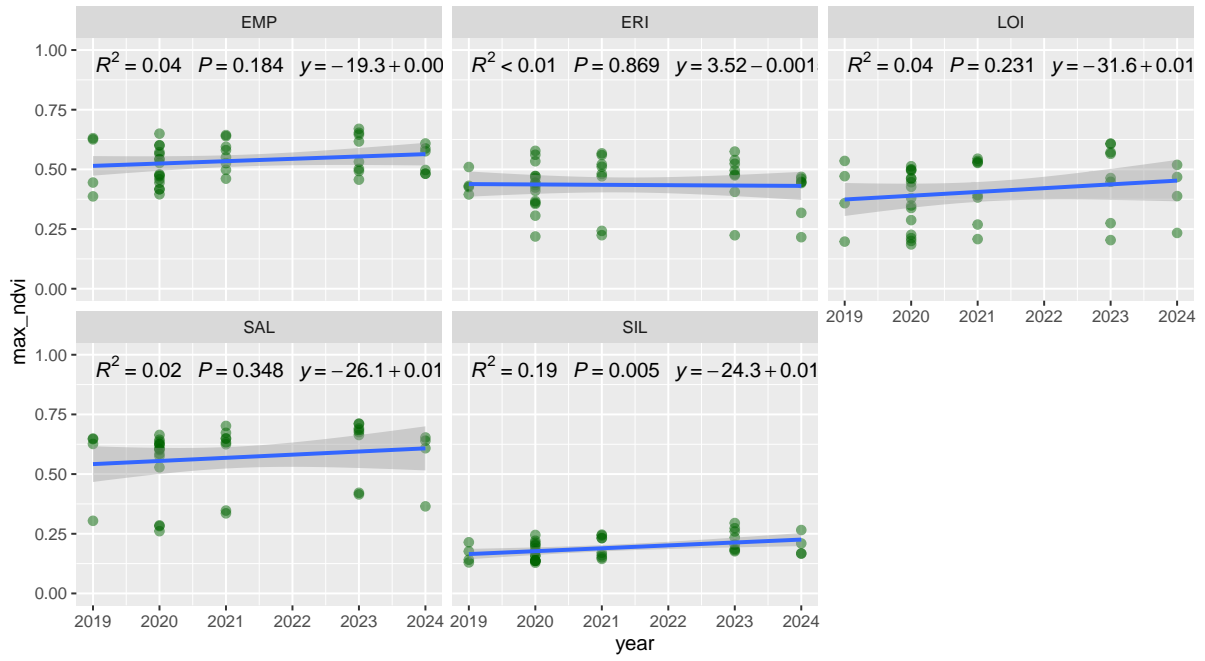 EMP ERI LOI
1.00
R² = 0.04 P = 0.184 y = −19.3 + 0.00
R² < 0.01 P = 0.869 y = 3.52 − 0.001
R² = 0.04 P = 0.231 y = −31.6 + 0.01
0.75
0.50
0.25
0.00
2019 2020 2021 2022 2023 2024
max_ndvi
SAL SIL
1.00
R² = 0.02 P = 0.348 y = −26.1 + 0.01
R² = 0.19 P = 0.005 y = −24.3 + 0.01
0.75
0.50
0.25
0.00
2019 2020 2021 2022 2023 2024
2019 2020 2021 2022 2023 2024
year